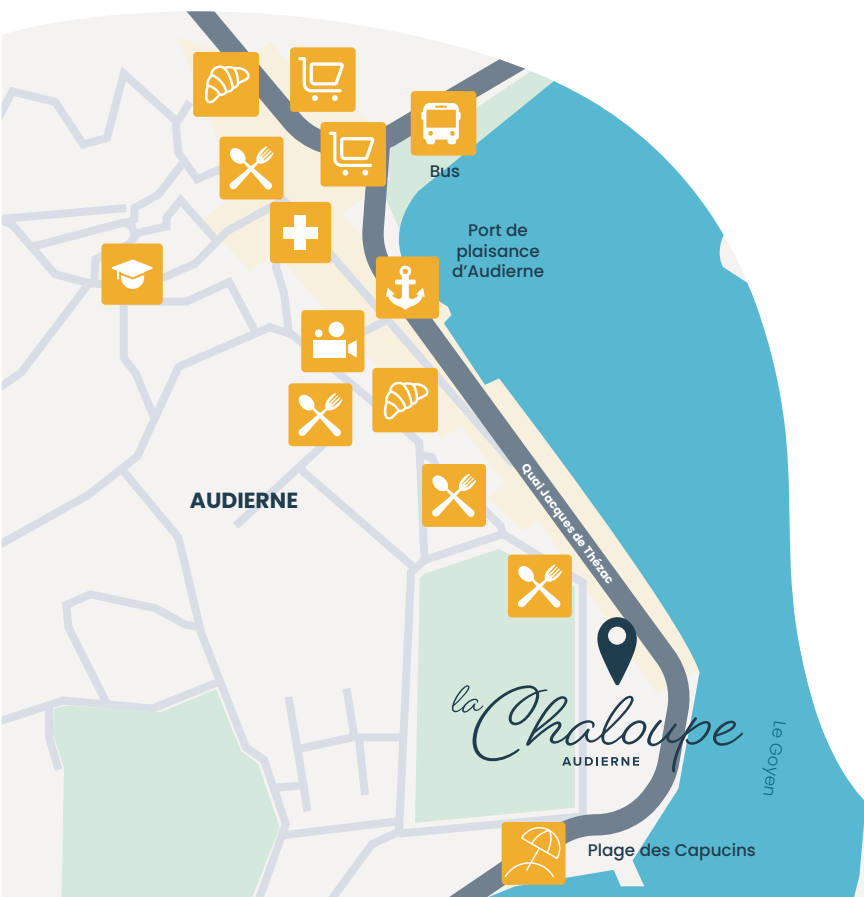 Bus
Port de
plaisance
d'Audierne
AUDIERNE
Quai Jacques de Thézac
la
Chaloupe
AUDIERNE
Le Goyen
Plage des Capucins